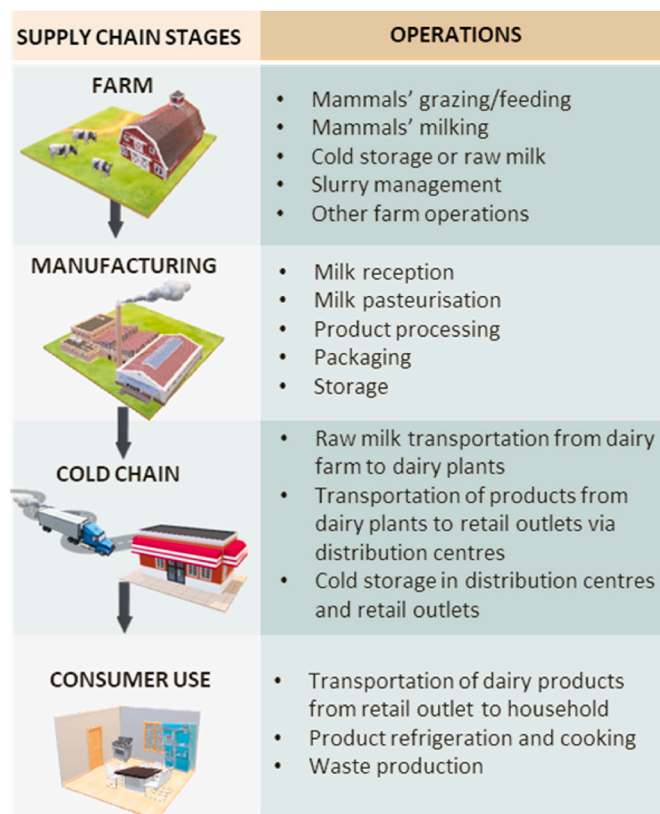 SUPPLY CHAIN STAGES
OPERATIONS
FARM
• Mammals' grazing/feeding
• Mammals' milking
• Cold storage or raw milk
• Slurry management
• Other farm operations
MANUFACTURING
• Milk reception
• Milk pasteurisation
• Product processing
• Packaging
• Storage
COLD CHAIN
• Raw milk transportation from dairy
farm to dairy plants
• Transportation of products from
dairy plants to retail outlets via
distribution centres
• Cold storage in distribution centres
and retail outlets
CONSUMER USE
• Transportation of dairy products
from retail outlet to household
• Product refrigeration and cooking
• Waste production